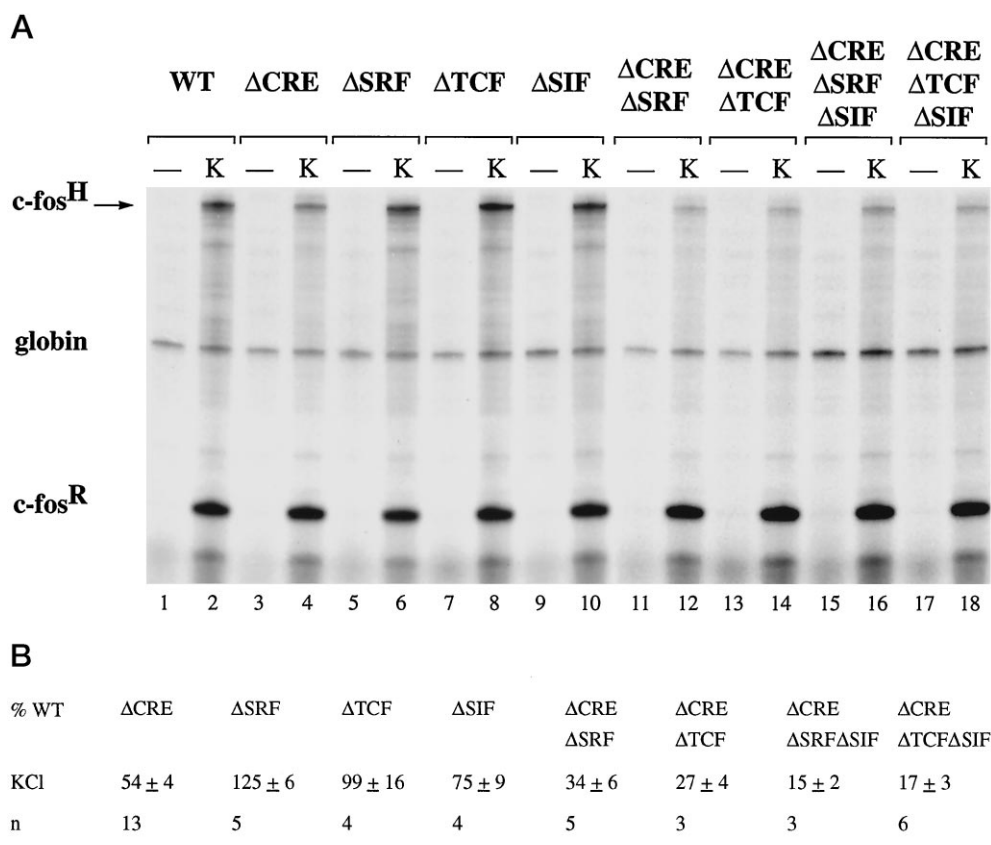 A
WT ΔCRE ΔSRF ΔTCF ΔSIF ΔCRE ΔSRF ΔCRE ΔTCF ΔCRE ΔSRF ΔSIF ΔCRE ΔTCF ΔSIF
— K — K — K — K — K — K — K — K — K
c-fosH
globin
c-fosR
1 2 3 4 5 6 7 8 9 10 11 12 13 14 15 16 17 18
B
% WT ΔCRE ΔSRF ΔTCF ΔSIF ΔCRE ΔCRE ΔCRE ΔCRE
ΔSRF ΔTCF ΔSRFΔSIF ΔTCFΔSIF
KCl 54 ± 4 125 ± 6 99 ± 16 75 ± 9 34 ± 6 27 ± 4 15 ± 2 17 ± 3
n 13 5 4 4 5 3 3 6